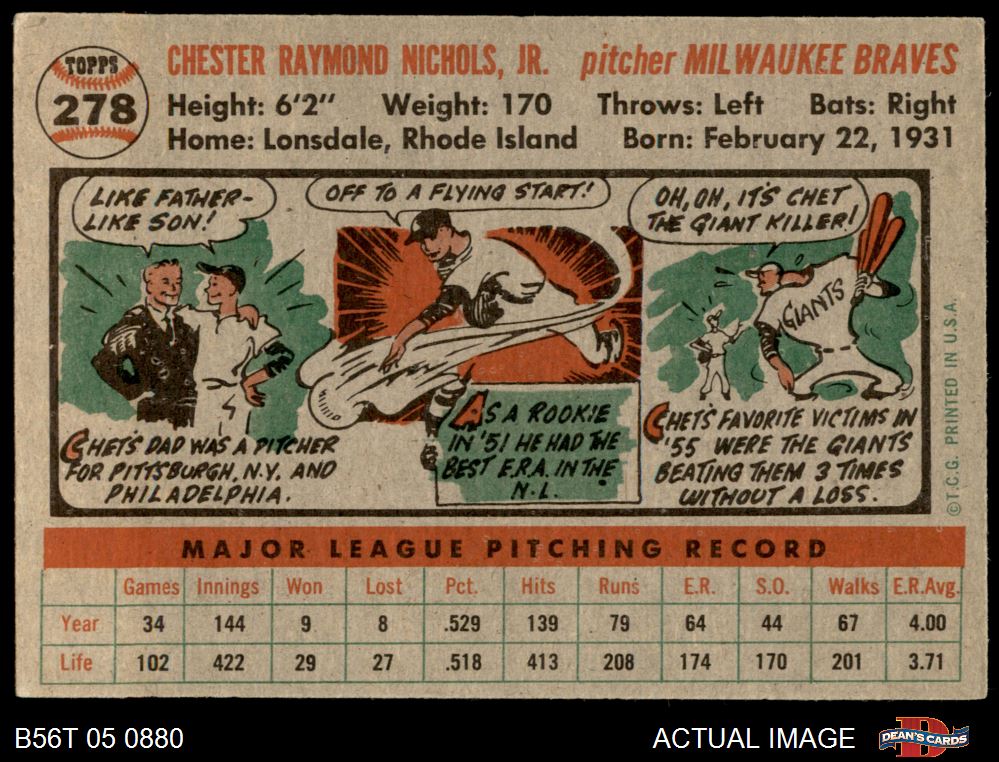 TOPPS
278
CHESTER RAYMOND NICHOLS, JR. pitcher MILWAUKEE BRAVES
Height: 6'2" Weight: 170 Throws: Left Bats: Right
Home: Lonsdale, Rhode Island Born: February 22, 1931
LIKE FATHER-
LIKE SON!
OFF TO A FLYING START!
OH, OH, IT'S CHET
THE GIANT KILLER!
GIANTS
CHET'S DAD WAS A PITCHER
FOR PITTSBURGH, N.Y. AND
PHILADELPHIA.
AS A ROOKIE
IN '51 HE HAD THE
BEST E.R.A. IN THE
N.L.
CHET'S FAVORITE VICTIMS IN
'55 WERE THE GIANTS
BEATING THEM 3 TIMES
WITHOUT A LOSS.
©T.C.G. PRINTED IN U.S.A.
MAJOR LEAGUE PITCHING RECORD
Games Innings Won Lost Pct. Hits Runs E.R. S.O. Walks E.R.Avg.
Year 34 144 9 8 .529 139 79 64 44 67 4.00
Life 102 422 29 27 .518 413 208 174 170 201 3.71
B56T 05 0880
ACTUAL IMAGE
DEAN'S CARDS